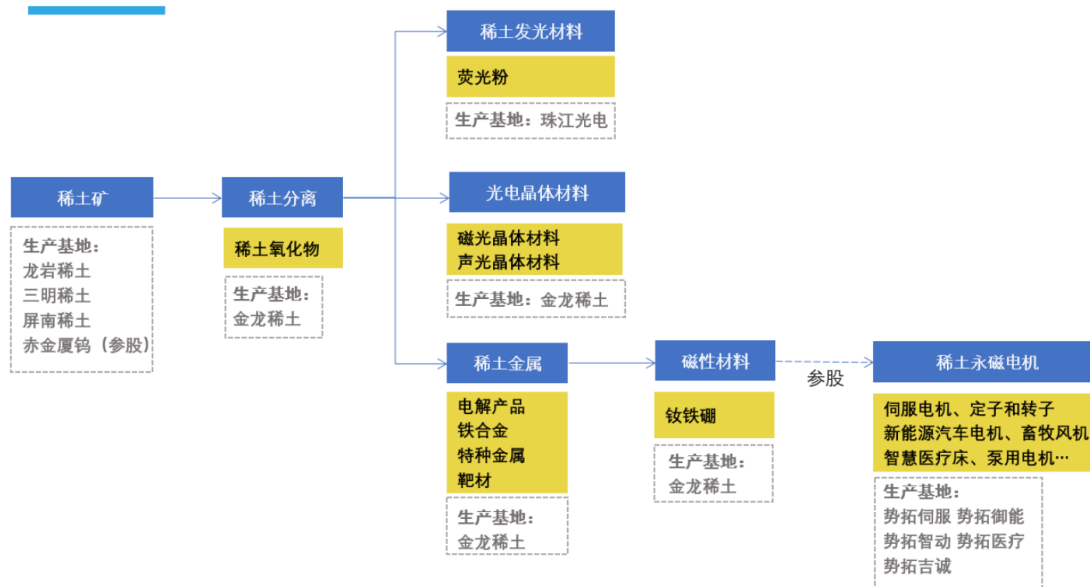 稀土发光材料
荧光粉
生产基地：珠江光电
稀土矿
生产基地：
龙岩稀土
三明稀土
屏南稀土
赤金厦钨（参股）
稀土分离
稀土氧化物
生产基地：
金龙稀土
光电晶体材料
磁光晶体材料
声光晶体材料
生产基地：金龙稀土
稀土金属
电解产品
铁合金
特种金属
靶材
生产基地：
金龙稀土
磁性材料
钕铁硼
生产基地：
金龙稀土
参股
稀土永磁电机
伺服电机、定子和转子
新能源汽车电机、畜牧风机
智慧医疗床、泵用电机…
生产基地：
势拓伺服 势拓御能
势拓智动 势拓医疗
势拓吉诚